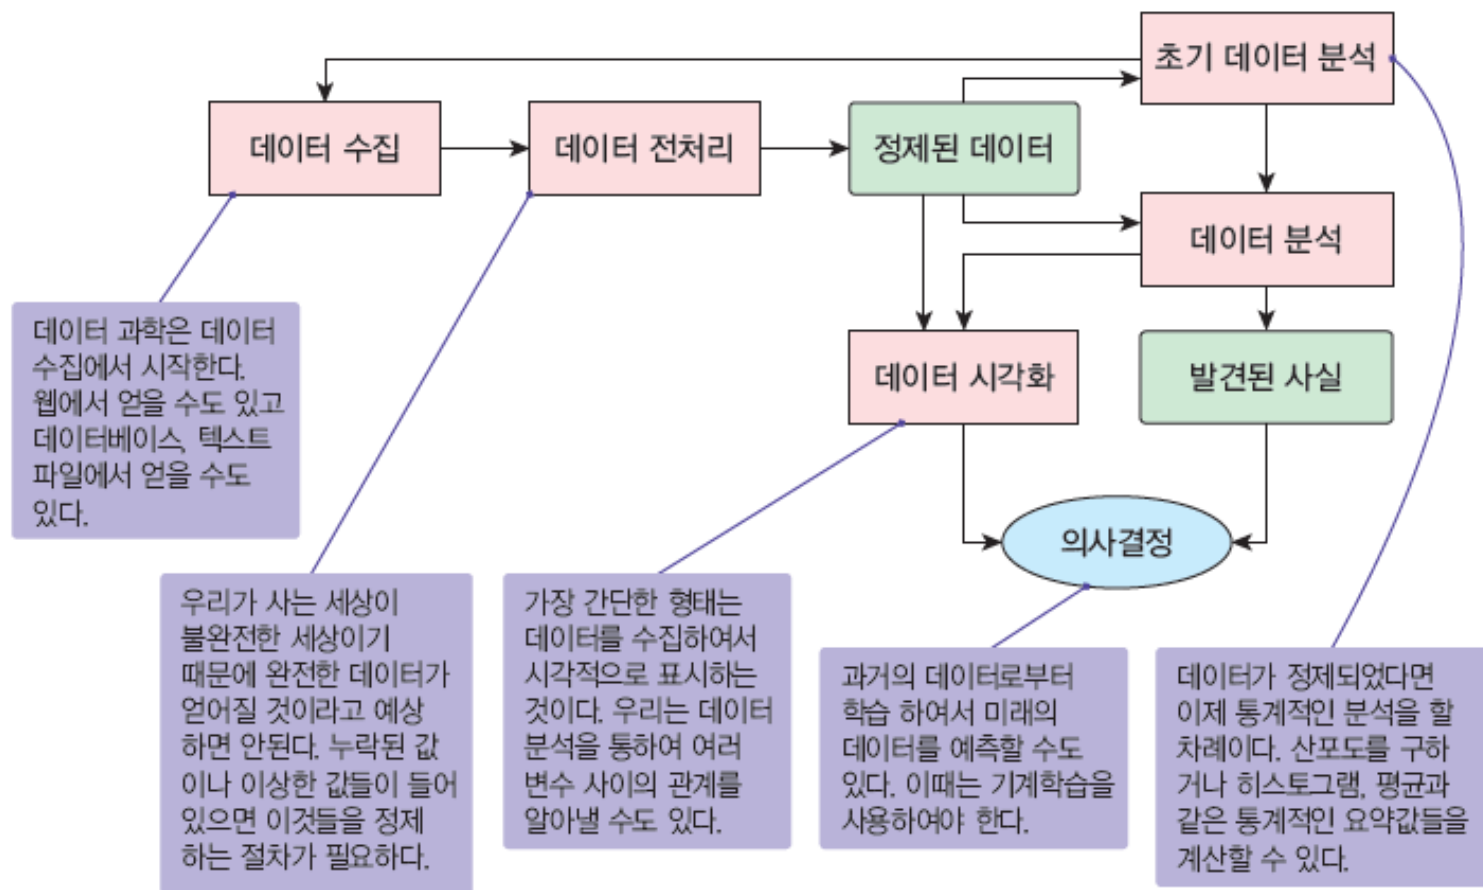 초기 데이터 분석
데이터 수집
데이터 전처리
정제된 데이터
데이터 분석
데이터 시각화
발견된 사실
의사결정
데이터 과학은 데이터
수집에서 시작한다.
웹에서 얻을 수도 있고
데이터베이스, 텍스트
파일에서 얻을 수도
있다.
우리가 사는 세상이
불완전한 세상이기
때문에 완전한 데이터가
얻어질 것이라고 예상
하면 안된다. 누락된 값
이나 이상한 값들이 들어
있으면 이것들을 정제
하는 절차가 필요하다.
가장 간단한 형태는
데이터를 수집하여서
시각적으로 표시하는
것이다. 우리는 데이터
분석을 통하여 여러
변수 사이의 관계를
알아낼 수도 있다.
과거의 데이터로부터
학습 하여서 미래의
데이터를 예측할 수도
있다. 이때는 기계학습을
사용하여야 한다.
데이터가 정제되었다면
이제 통계적인 분석을 할
차례이다. 산포도를 구하
거나 히스토그램, 평균과
같은 통계적인 요약값들을
계산할 수 있다.